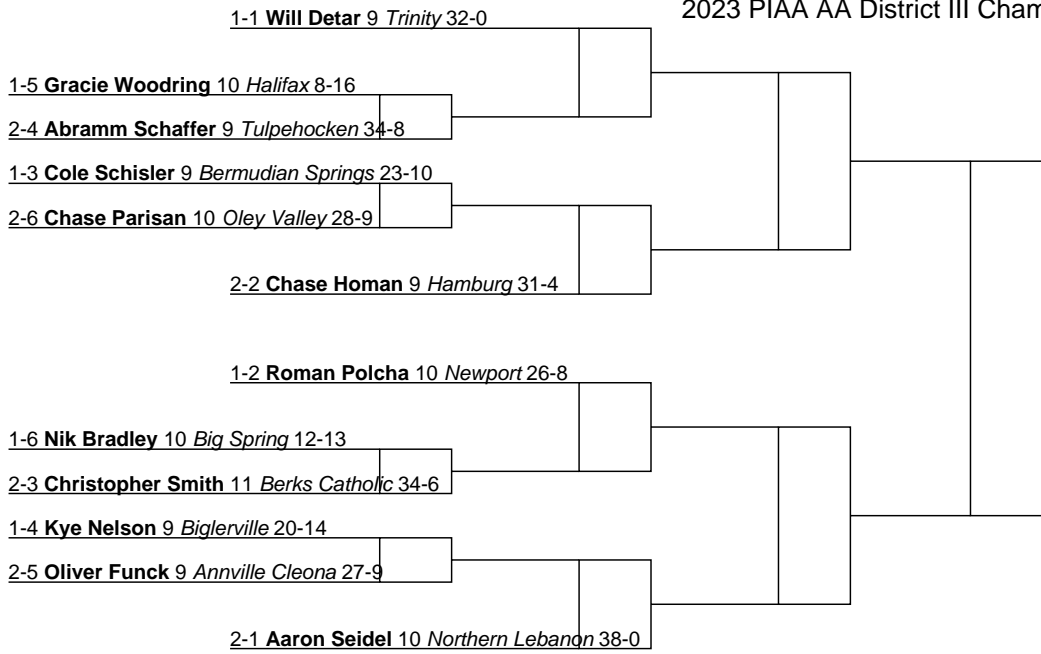 2023 PIAA AA District III Cham
1-1 Will Detar 9 Trinity 32-0
1-5 Gracie Woodring 10 Halifax 8-16
2-4 Abramm Schaffer 9 Tulpehocken 34-8
1-3 Cole Schisler 9 Bermudian Springs 23-10
2-6 Chase Parisan 10 Oley Valley 28-9
2-2 Chase Homan 9 Hamburg 31-4
1-2 Roman Polcha 10 Newport 26-8
1-6 Nik Bradley 10 Big Spring 12-13
2-3 Christopher Smith 11 Berks Catholic 34-6
1-4 Kye Nelson 9 Biglerville 20-14
2-5 Oliver Funck 9 Annville Cleona 27-9
2-1 Aaron Seidel 10 Northern Lebanon 38-0